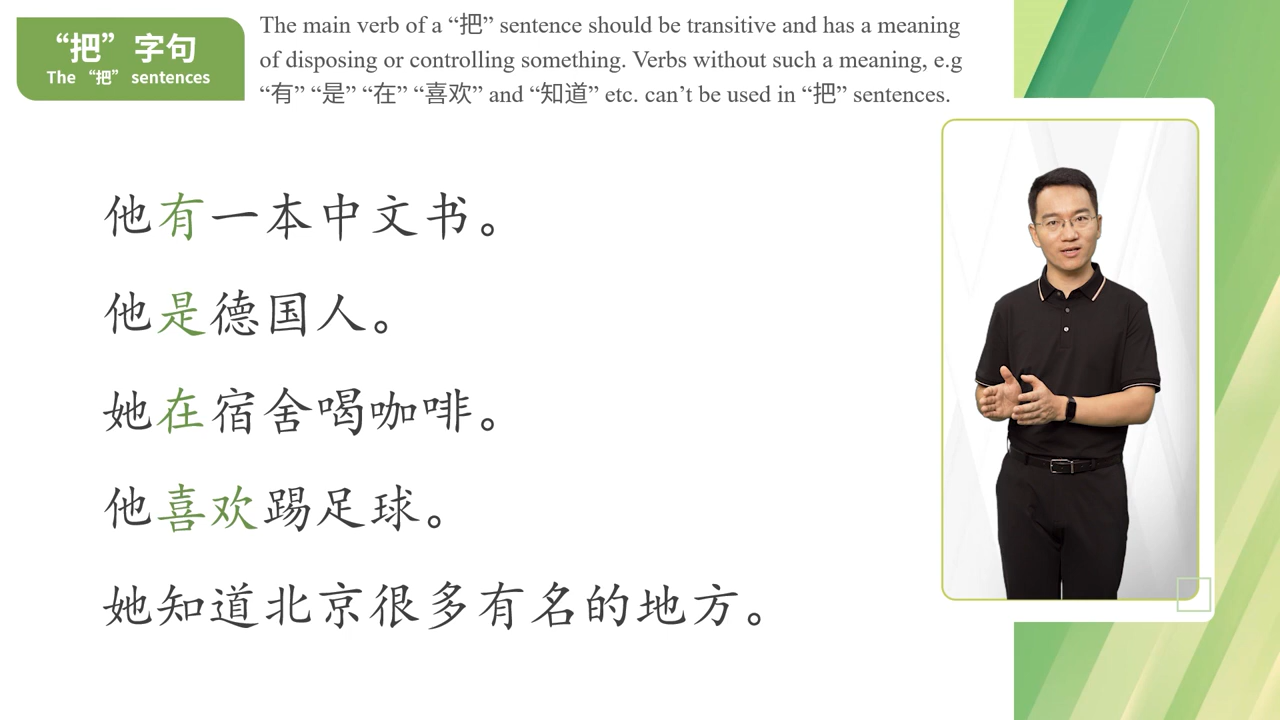 “把”字句
The “把” sentences
The main verb of a “把” sentence should be transitive and has a meaning
of disposing or controlling something. Verbs without such a meaning, e.g
“有” “是” “在” “喜欢” and “知道” etc. can’t be used in “把” sentences.
他有一本中文书。
他是德国人。
她在宿舍喝咖啡。
他喜欢踢足球。
她知道北京很多有名的地方。